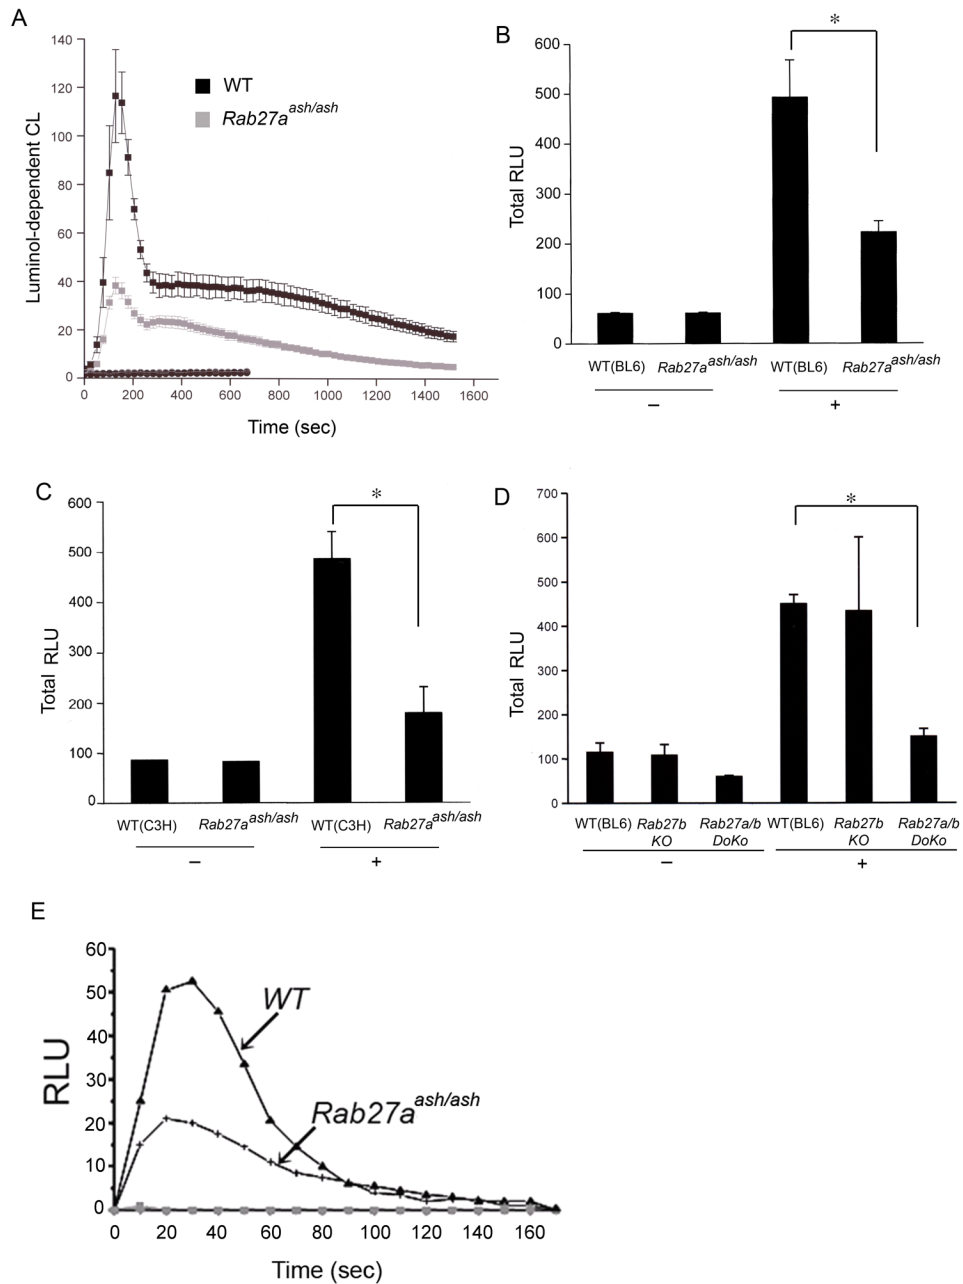 A
140
120
100
80
60
40
20
0
Luminol-dependent CL
WT
Rab27a ash/ash
0 200 400 600 800 1000 1200 1400 1600
Time (sec)
B
600
500
400
300
200
100
0
Total RLU
*
WT(BL6) Rab27a ash/ash WT(BL6) Rab27a ash/ash
− +
C
600
500
400
300
200
100
0
Total RLU
*
WT(C3H) Rab27a ash/ash WT(C3H) Rab27a ash/ash
− +
D
700
600
500
400
300
200
100
0
Total RLU
*
WT(BL6) Rab27b Rab27a/b WT(BL6) Rab27b Rab27a/b
KO DoKo KO DoKo
− +
E
60
50
40
30
20
10
0
RLU
WT
Rab27a ash/ash
0 20 40 60 80 100 120 140 160
Time (sec)